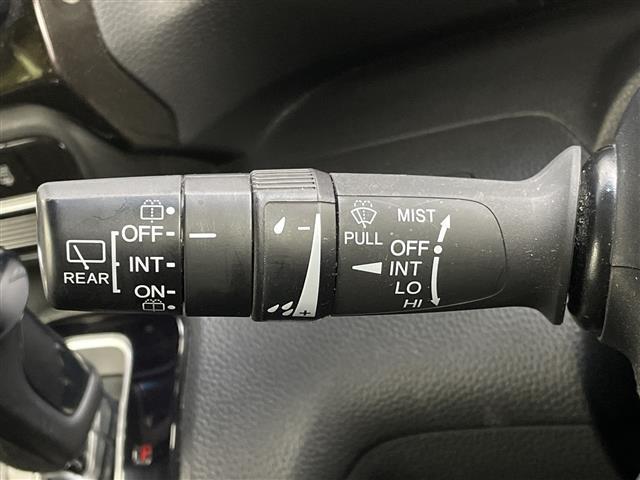 REAR
OFF
INT
ON
−
+
PULL
MIST
OFF
INT
LO
HI